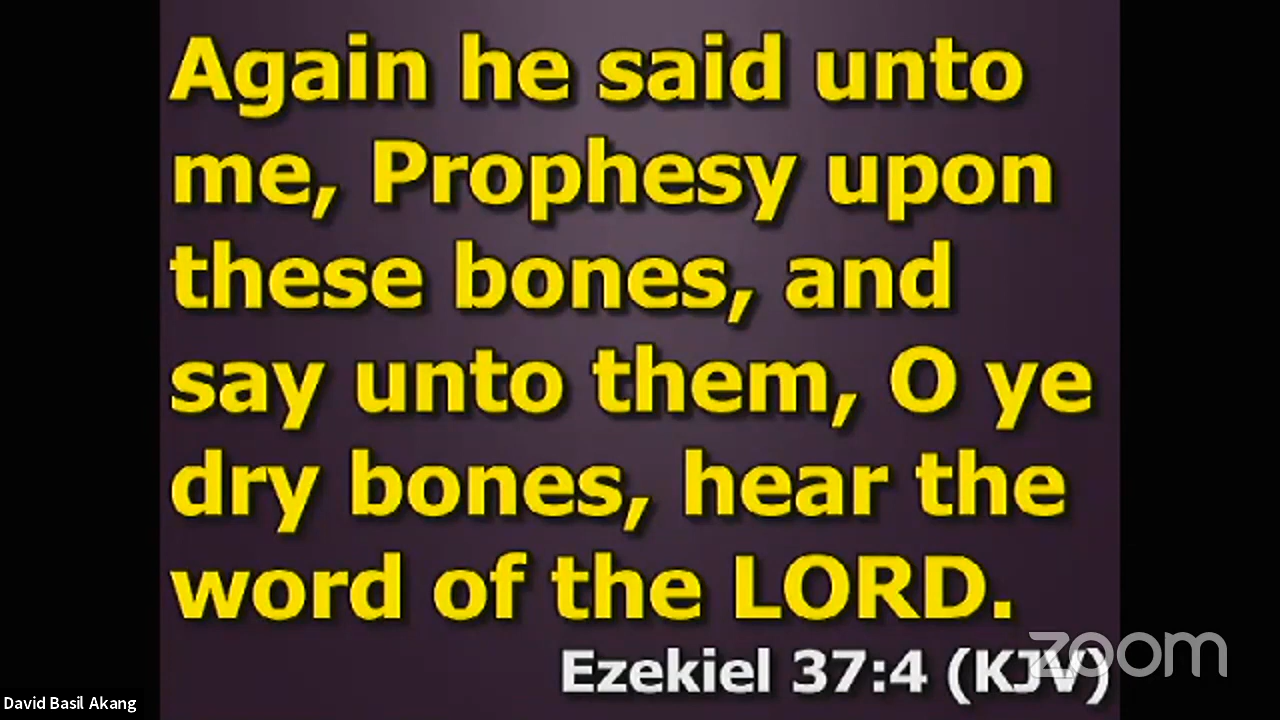 Again he said unto
me, Prophesy upon
these bones, and
say unto them, O ye
dry bones, hear the
word of the LORD.
Ezekiel 37:4 (KJV)
zoom
David Basil Akang